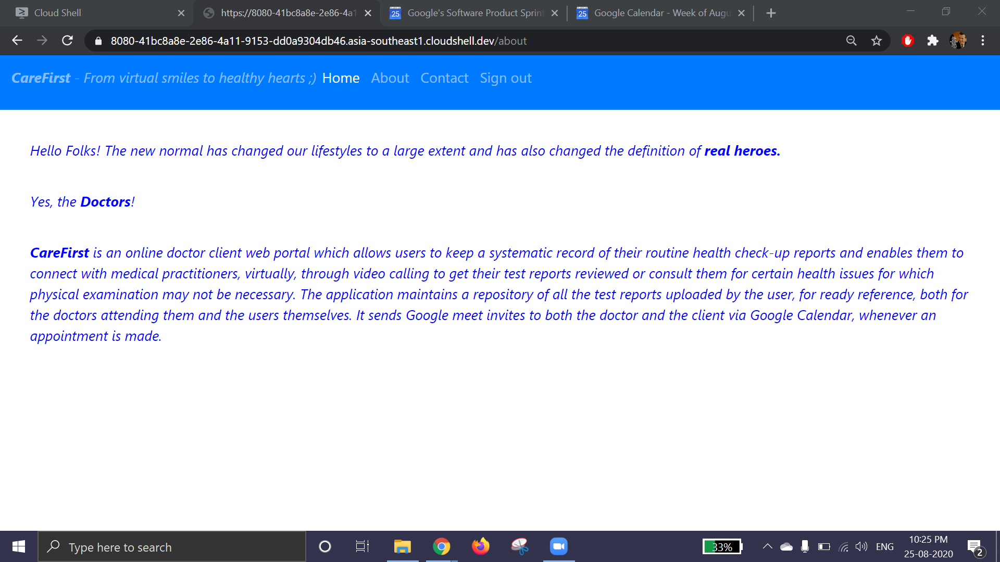 Cloud Shell
https://8080-41bc8a8e-2e86-4a1
Google's Software Product Sprint
Google Calendar - Week of Augu
8080-41bc8a8e-2e86-4a11-9153-dd0a9304db46.asia-southeast1.cloudshell.dev/about
CareFirst - From virtual smiles to healthy hearts ;) Home About Contact Sign out
Hello Folks! The new normal has changed our lifestyles to a large extent and has also changed the definition of real heroes.
Yes, the Doctors!
CareFirst is an online doctor client web portal which allows users to keep a systematic record of their routine health check-up reports and enables them to
connect with medical practitioners, virtually, through video calling to get their test reports reviewed or consult them for certain health issues for which
physical examination may not be necessary. The application maintains a repository of all the test reports uploaded by the user, for ready reference, both for
the doctors attending them and the users themselves. It sends Google meet invites to both the doctor and the client via Google Calendar, whenever an
appointment is made.
Type here to search
33%
ENG
10:25 PM
25-08-2020
2